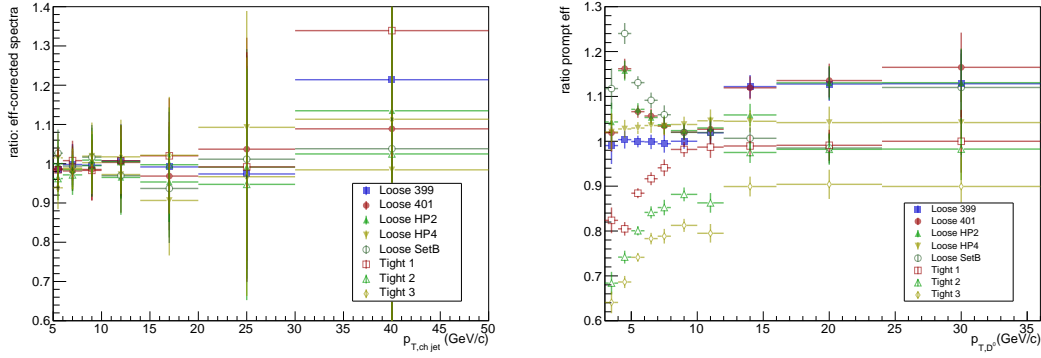 ratio: eff-corrected spectra
1.4
1.3
1.2
1.1
1
0.9
0.8
0.7
0.6
5 10 15 20 25 30 35 40 45 50
p_{T,ch jet} (GeV/c)
Loose 399
Loose 401
Loose HP2
Loose HP4
Loose SetB
Tight 1
Tight 2
Tight 3
ratio prompt eff
1.3
1.2
1.1
1
0.9
0.8
0.7
0.6
5 10 15 20 25 30 35
p_{T,D^0} (GeV/c)
Loose 399
Loose 401
Loose HP2
Loose HP4
Loose SetB
Tight 1
Tight 2
Tight 3